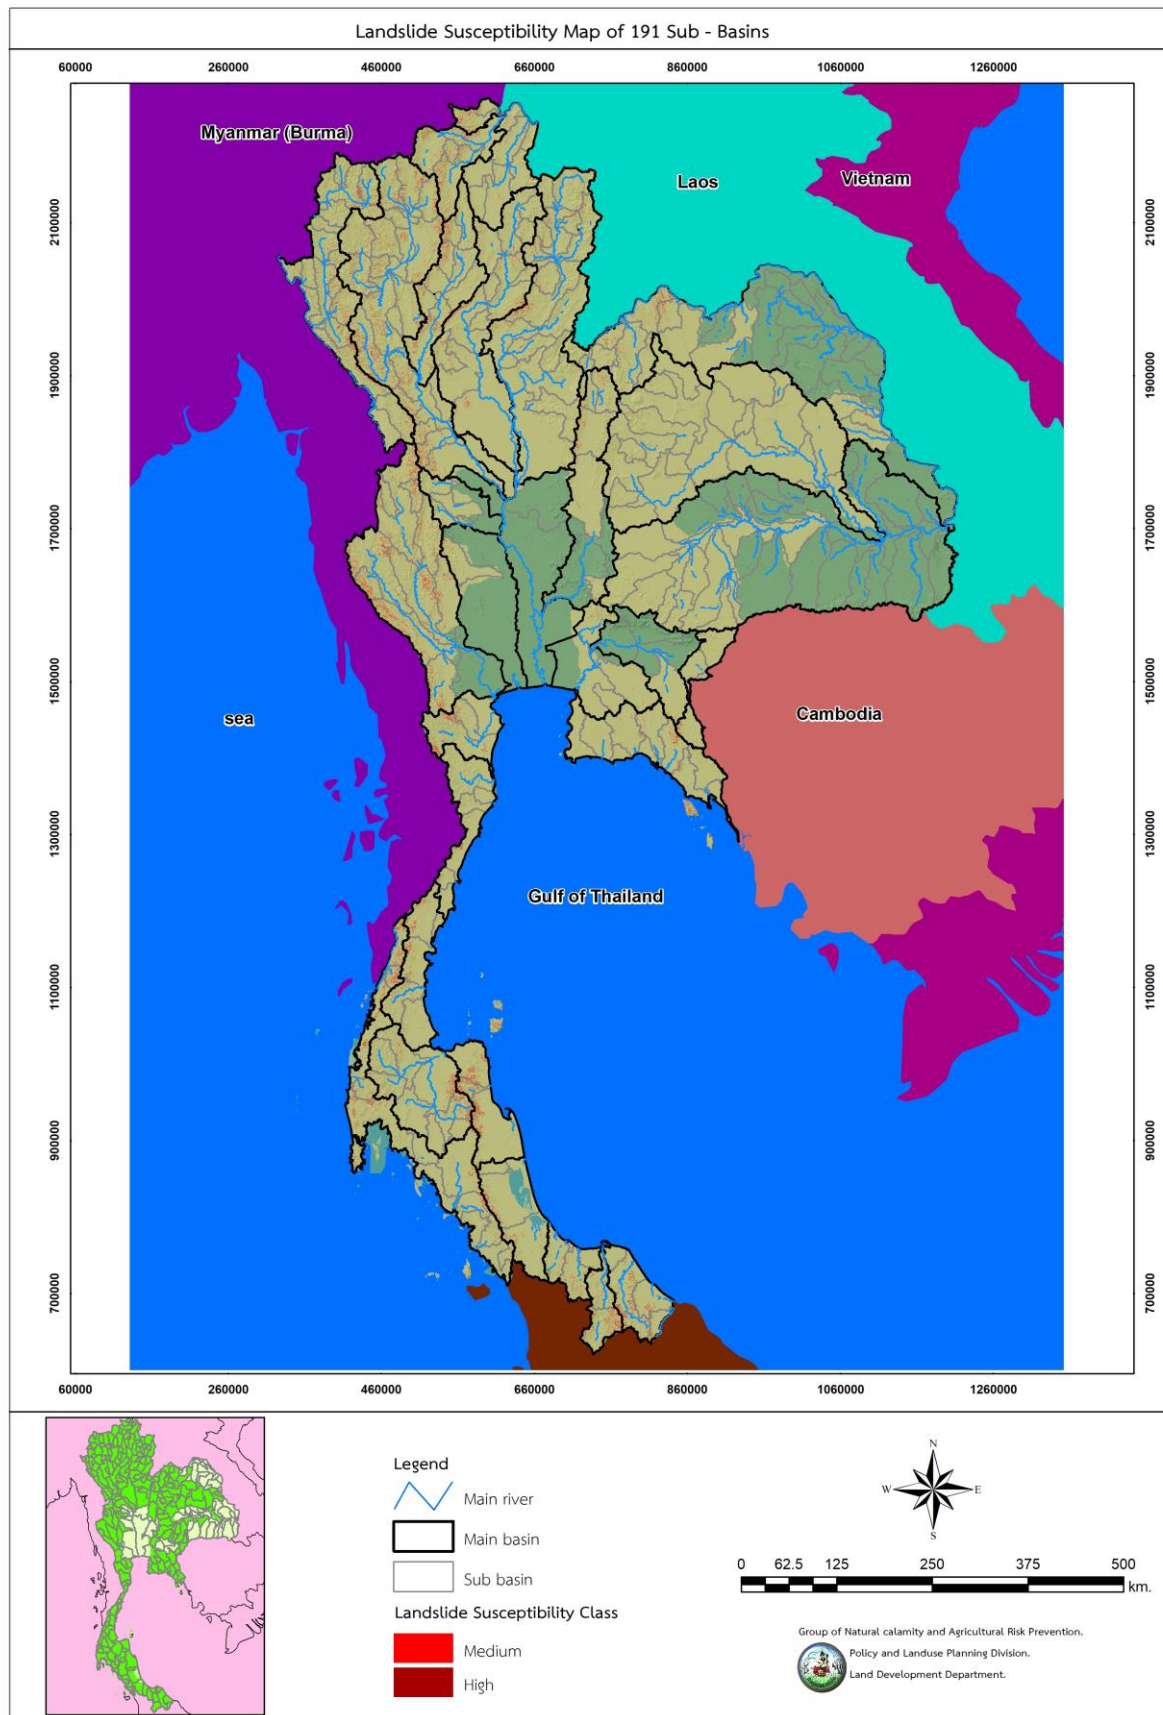 Landslide Susceptibility Map of 191 Sub - Basins
60000 260000 460000 660000 860000 1060000 1260000
Myanmar (Burma)
Laos
Vietnam
2100000 2100000
1900000 1900000
1700000 1700000
1500000 1500000
sea
Cambodia
1300000 1300000
Gulf of Thailand
1100000 1100000
900000 900000
700000 700000
60000 260000 460000 660000 860000 1060000 1260000
Legend
Main river
Main basin
Sub basin
Landslide Susceptibility Class
Medium
High
N
W E
S
0 62.5 125 250 375 500
km.
Group of Natural calamity and Agricultural Risk Prevention.
Policy and Landuse Planning Division.
Land Development Department.